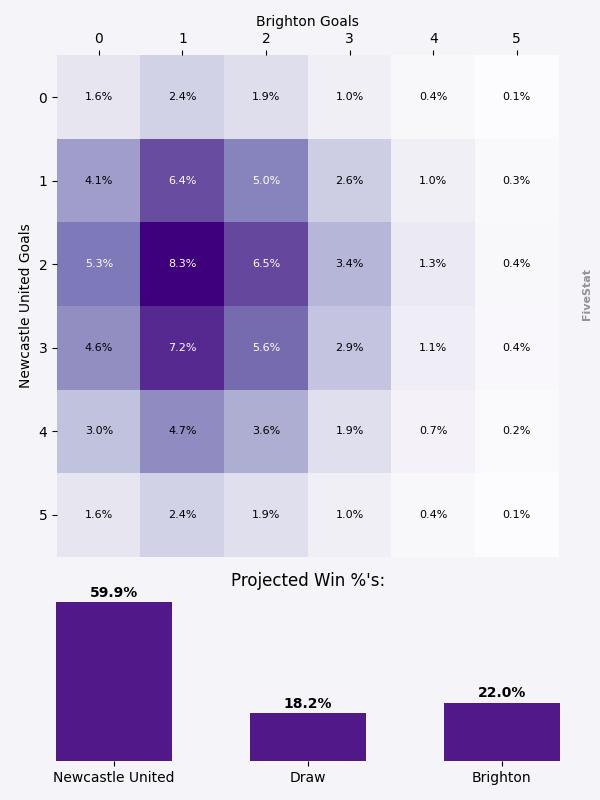 Brighton Goals
0 1 2 3 4 5
0 1.6% 2.4% 1.9% 1.0% 0.4% 0.1%
1 4.1% 6.4% 5.0% 2.6% 1.0% 0.3%
2 5.3% 8.3% 6.5% 3.4% 1.3% 0.4%
3 4.6% 7.2% 5.6% 2.9% 1.1% 0.4%
4 3.0% 4.7% 3.6% 1.9% 0.7% 0.2%
5 1.6% 2.4% 1.9% 1.0% 0.4% 0.1%
Newcastle United Goals
FiveStat
Projected Win %'s:
59.9% 18.2% 22.0%
Newcastle United Draw Brighton